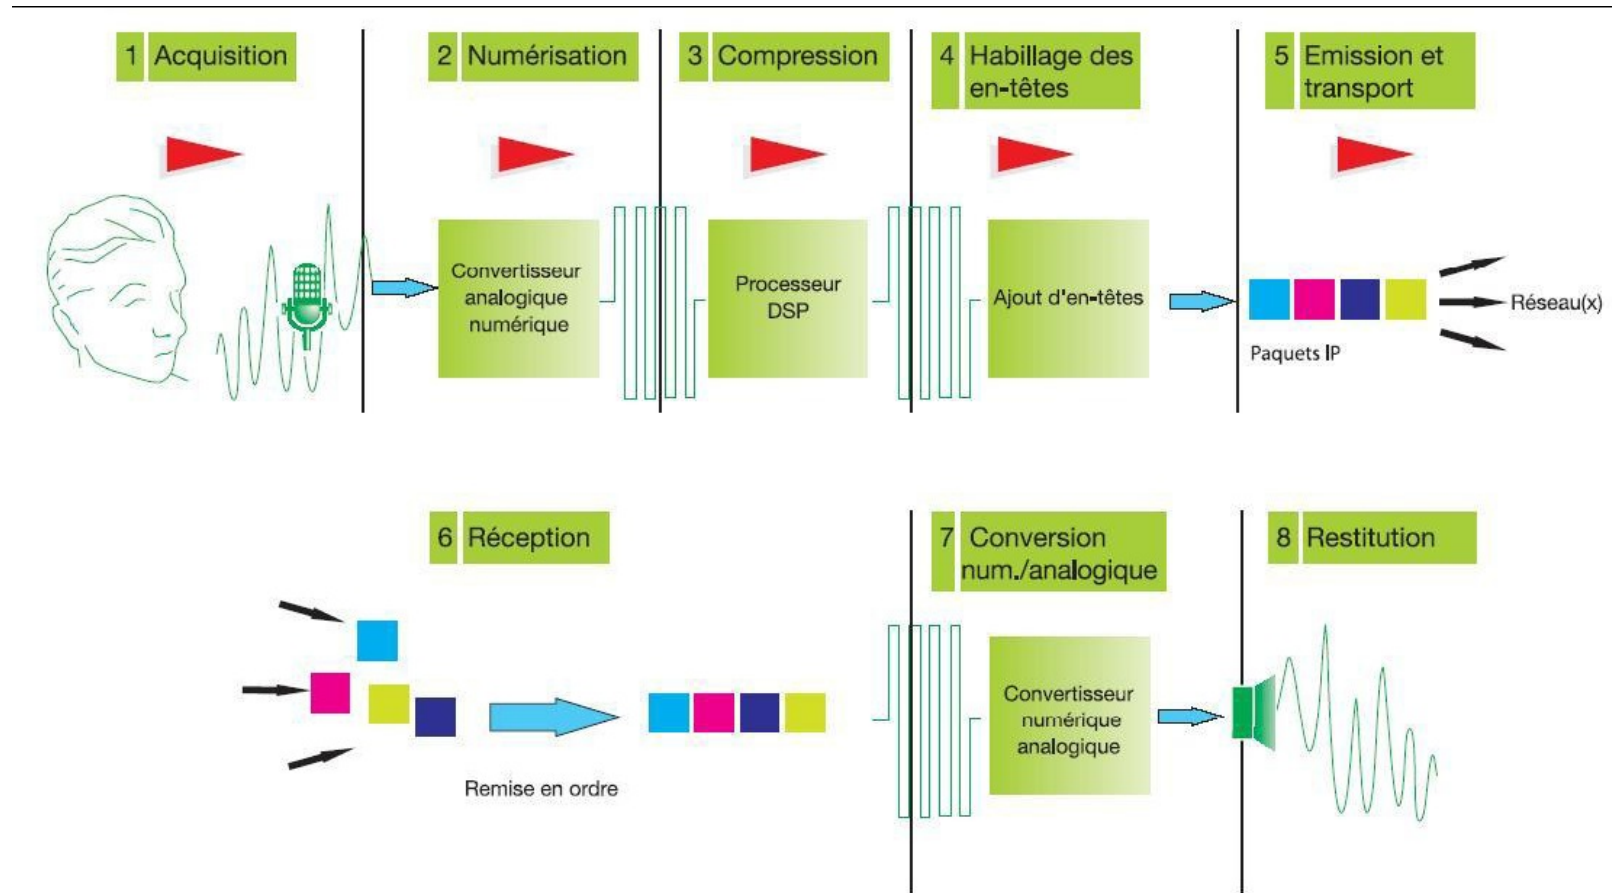 1 Acquisition
2 Numérisation
3 Compression
4 Habillage des
en-têtes
5 Emission et
transport
Convertisseur
analogique
numérique
Processeur
DSP
Ajout d'en-têtes
Réseau(x)
Paquets IP
6 Réception
7 Conversion
num./analogique
8 Restitution
Convertisseur
numérique
analogique
Remise en ordre